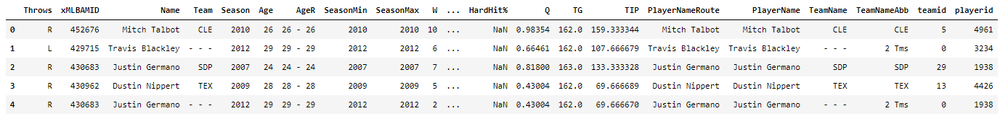 Throws xMLBAMID Name Team Season Age AgeR SeasonMin SeasonMax W ... HardHit% Q TG TIP PlayerNameRoute PlayerName TeamName TeamNameAbb teamid playerid
0 R 452676 Mitch Talbot CLE 2010 26 26 - 26 2010 2010 10 ... NaN 0.98354 162.0 159.333344 Mitch Talbot Mitch Talbot CLE CLE 5 4961
1 L 429715 Travis Blackley - - - 2012 29 29 - 29 2012 2012 6 ... NaN 0.66461 162.0 107.666679 Travis Blackley Travis Blackley - - - 2 Tms 0 3234
2 R 430683 Justin Germano SDP 2007 24 24 - 24 2007 2007 7 ... NaN 0.81800 163.0 133.333328 Justin Germano Justin Germano SDP SDP 29 1938
3 R 430962 Dustin Nippert TEX 2009 28 28 - 28 2009 2009 5 ... NaN 0.43004 162.0 69.666689 Dustin Nippert Dustin Nippert TEX TEX 13 4426
4 R 430683 Justin Germano - - - 2012 29 29 - 29 2012 2012 2 ... NaN 0.43004 162.0 69.666670 Justin Germano Justin Germano - - - 2 Tms 0 1938